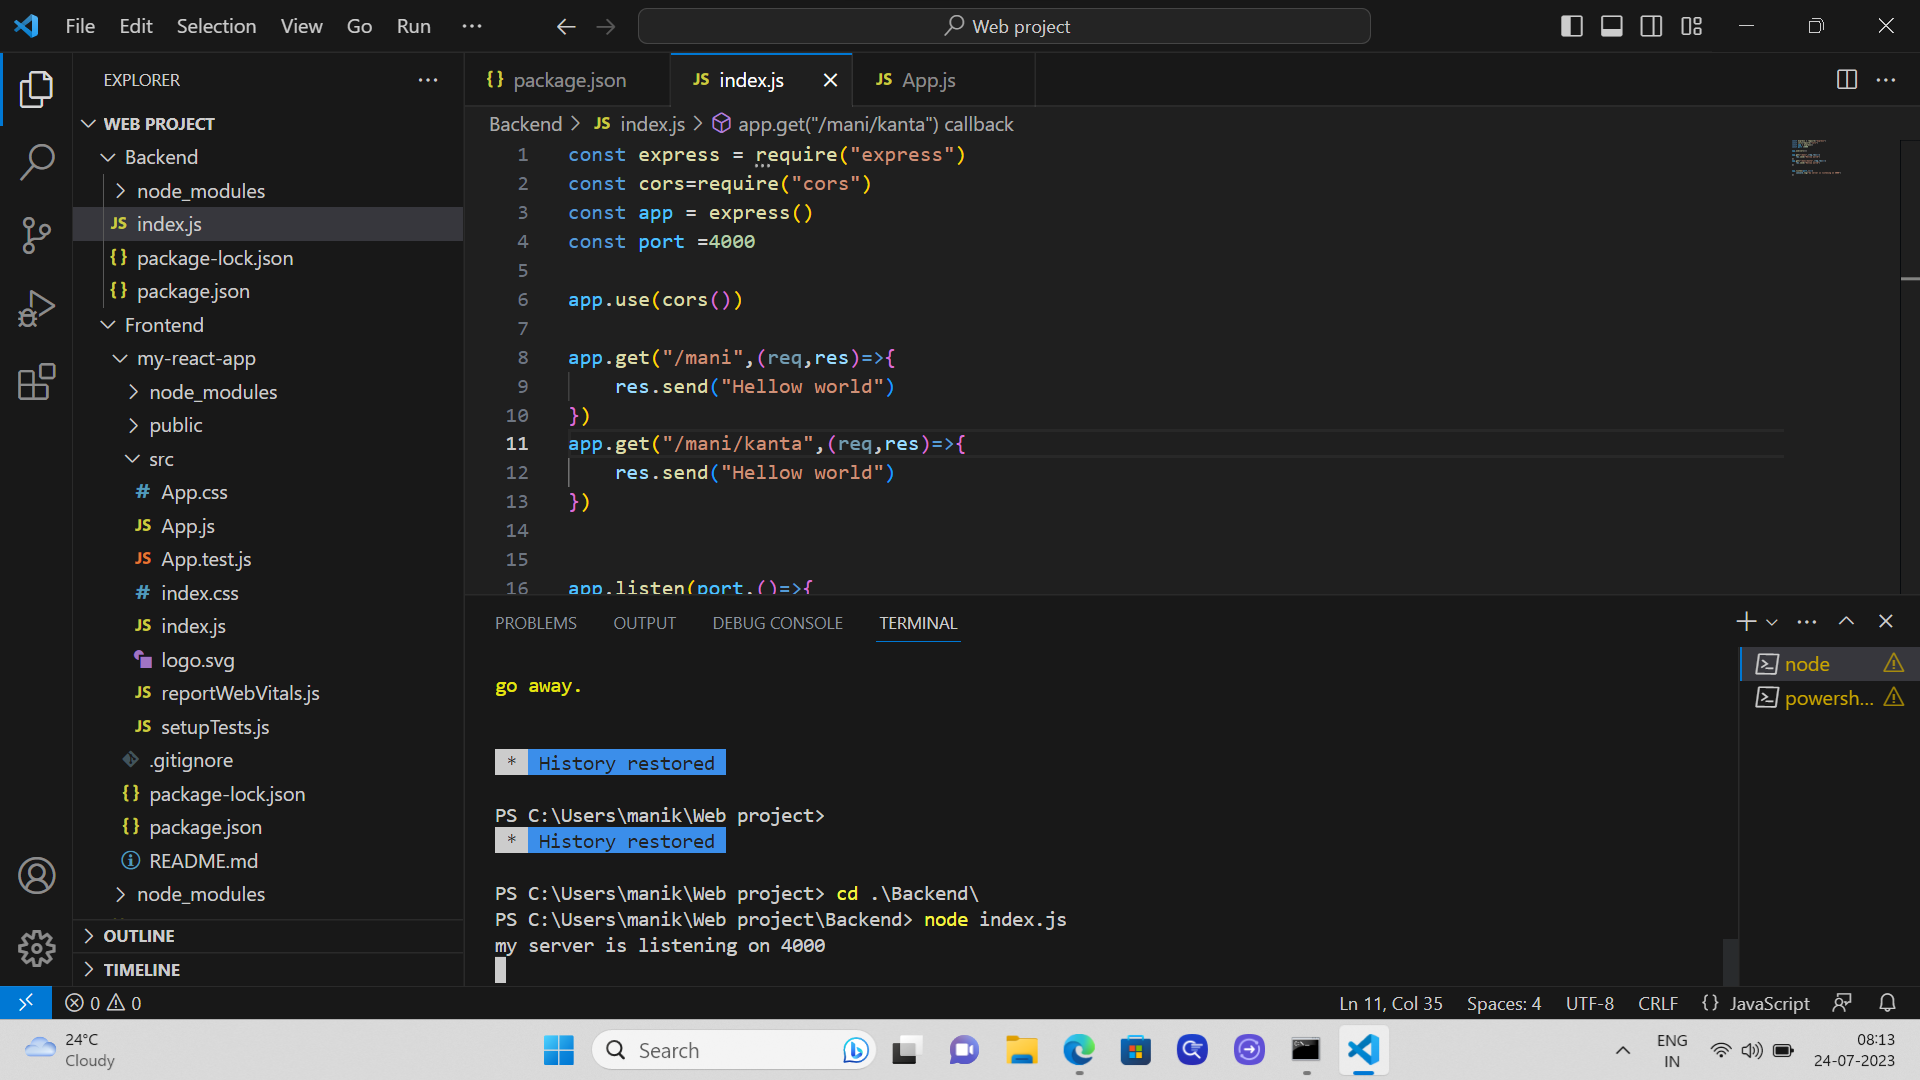 File Edit Selection View Go Run ···
Web project
EXPLORER ···
WEB PROJECT
Backend
node_modules
JS index.js
{} package-lock.json
{} package.json
Frontend
my-react-app
node_modules
public
src
# App.css
JS App.js
JS App.test.js
# index.css
JS index.js
logo.svg
JS reportWebVitals.js
JS setupTests.js
.gitignore
{} package-lock.json
{} package.json
README.md
node_modules
OUTLINE
TIMELINE
{} package.json JS index.js JS App.js ···
Backend > JS index.js > app.get("/mani/kanta") callback
1 const express = require("express")
2 const cors=require("cors")
3 const app = express()
4 const port =4000
5
6 app.use(cors())
7
8 app.get("/mani",(req,res)=>{
9 res.send("Hellow world")
10 })
11 app.get("/mani/kanta",(req,res)=>{
12 res.send("Hellow world")
13 })
14
15
16 app.listen(port,()=>{
PROBLEMS OUTPUT DEBUG CONSOLE TERMINAL
node
powersh...
go away.
* History restored
PS C:\Users\manik\Web project>
* History restored
PS C:\Users\manik\Web project> cd .\Backend\
PS C:\Users\manik\Web project\Backend> node index.js
my server is listening on 4000
0 0
Ln 11, Col 35 Spaces: 4 UTF-8 CRLF {} JavaScript
24°C
Cloudy
Search
ENG
IN
08:13
24-07-2023